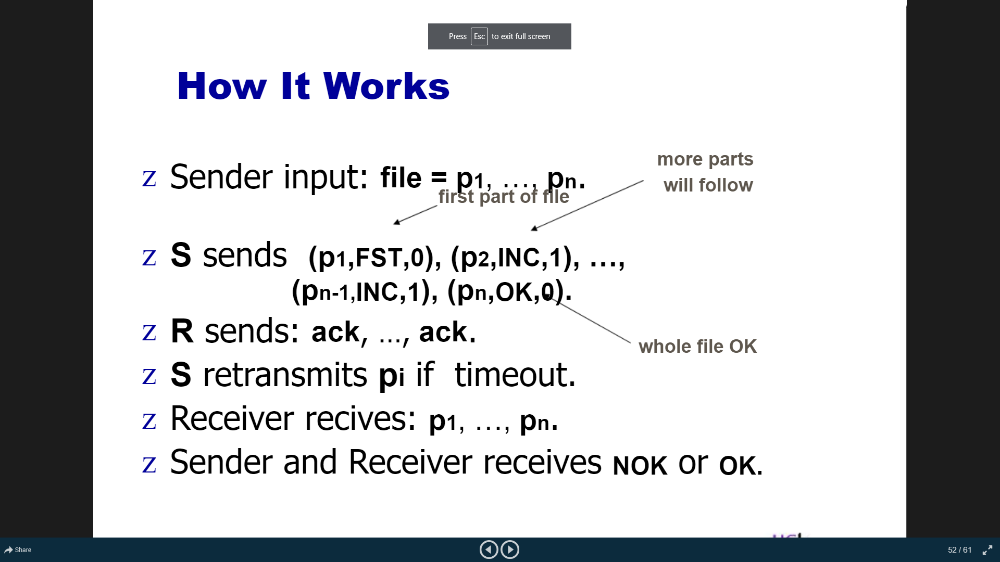 Press Esc to exit full screen
How It Works
more parts
will follow
z Sender input: file = p1, …, pn.
first part of file
z S sends (p1,FST,0), (p2,INC,1), …,
(pn-1,INC,1), (pn,OK,0).
z R sends: ack, …, ack.
whole file OK
z S retransmits pi if timeout.
z Receiver recives: p1, …, pn.
z Sender and Receiver receives NOK or OK.
Share
52 / 61